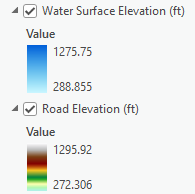 Water Surface Elevation (ft)
Value
1275.75
288.855
Road Elevation (ft)
Value
1295.92
272.306